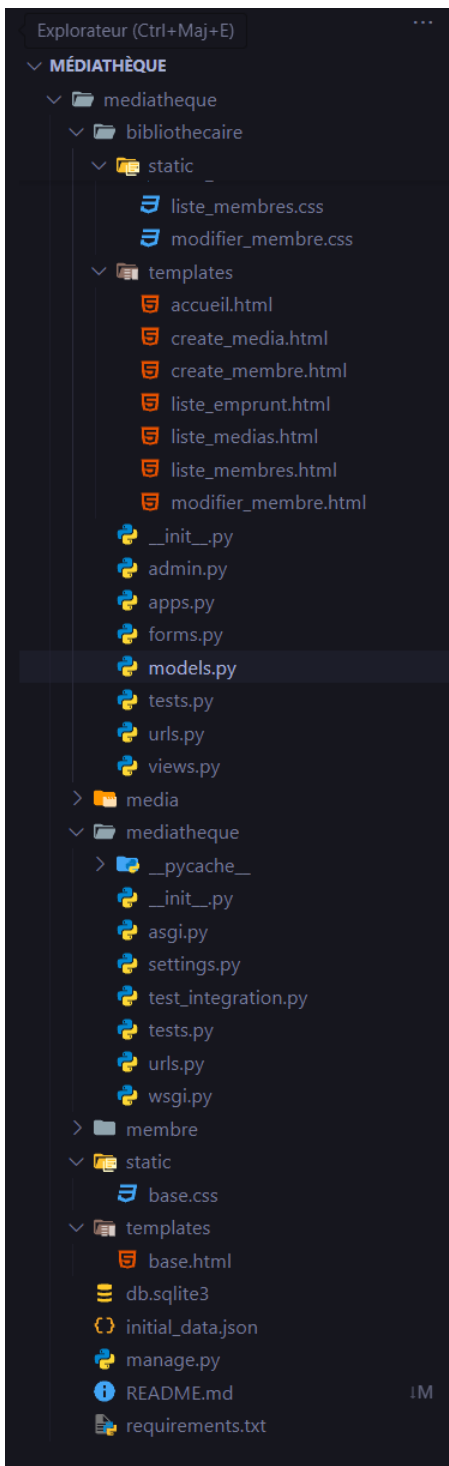 Explorateur (Ctrl+Maj+E)
MÉDIATHÈQUE
mediatheque
bibliothecaire
static
liste_membres.css
modifier_membre.css
templates
accueil.html
create_media.html
create_membre.html
liste_emprunt.html
liste_medias.html
liste_membres.html
modifier_membre.html
__init__.py
admin.py
apps.py
forms.py
models.py
tests.py
urls.py
views.py
media
mediatheque
__pycache__
__init__.py
asgi.py
settings.py
test_integration.py
tests.py
urls.py
wsgi.py
membre
static
base.css
templates
base.html
db.sqlite3
initial_data.json
manage.py
README.md ↓M
requirements.txt